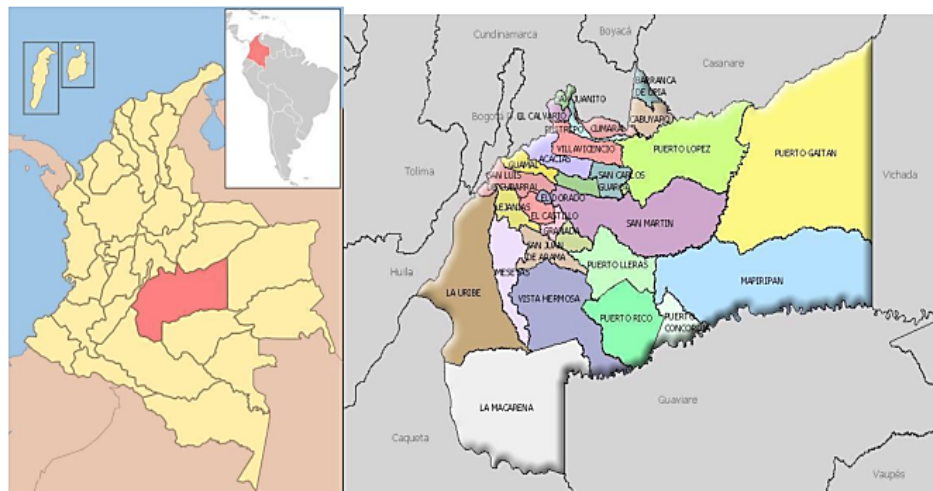 Cundinamarca
Boyacá
Casanare
BARRANCA
DE UPIA
CABUYARO
EL CALVARIO
CUMARAL
VILLAVICENCIO
PUERTO LOPEZ
PUERTO GAITAN
Vichada
Tolima
ACACIAS
GUAMAL
SAN CARLOS
GUAROA
SAN LUIS
CUBARRAL
EL DORADO
LEJANIAS
EL CASTILLO
SAN MARTIN
GRANADA
SAN JUAN
DE ARAMA
Huila
MESETAS
PUERTO LLERAS
MAPIRIPAN
LA URIBE
VISTA HERMOSA
PUERTO RICO
PUERTO
CONCORDIA
LA MACARENA
Guaviare
Caqueta
Vaupés